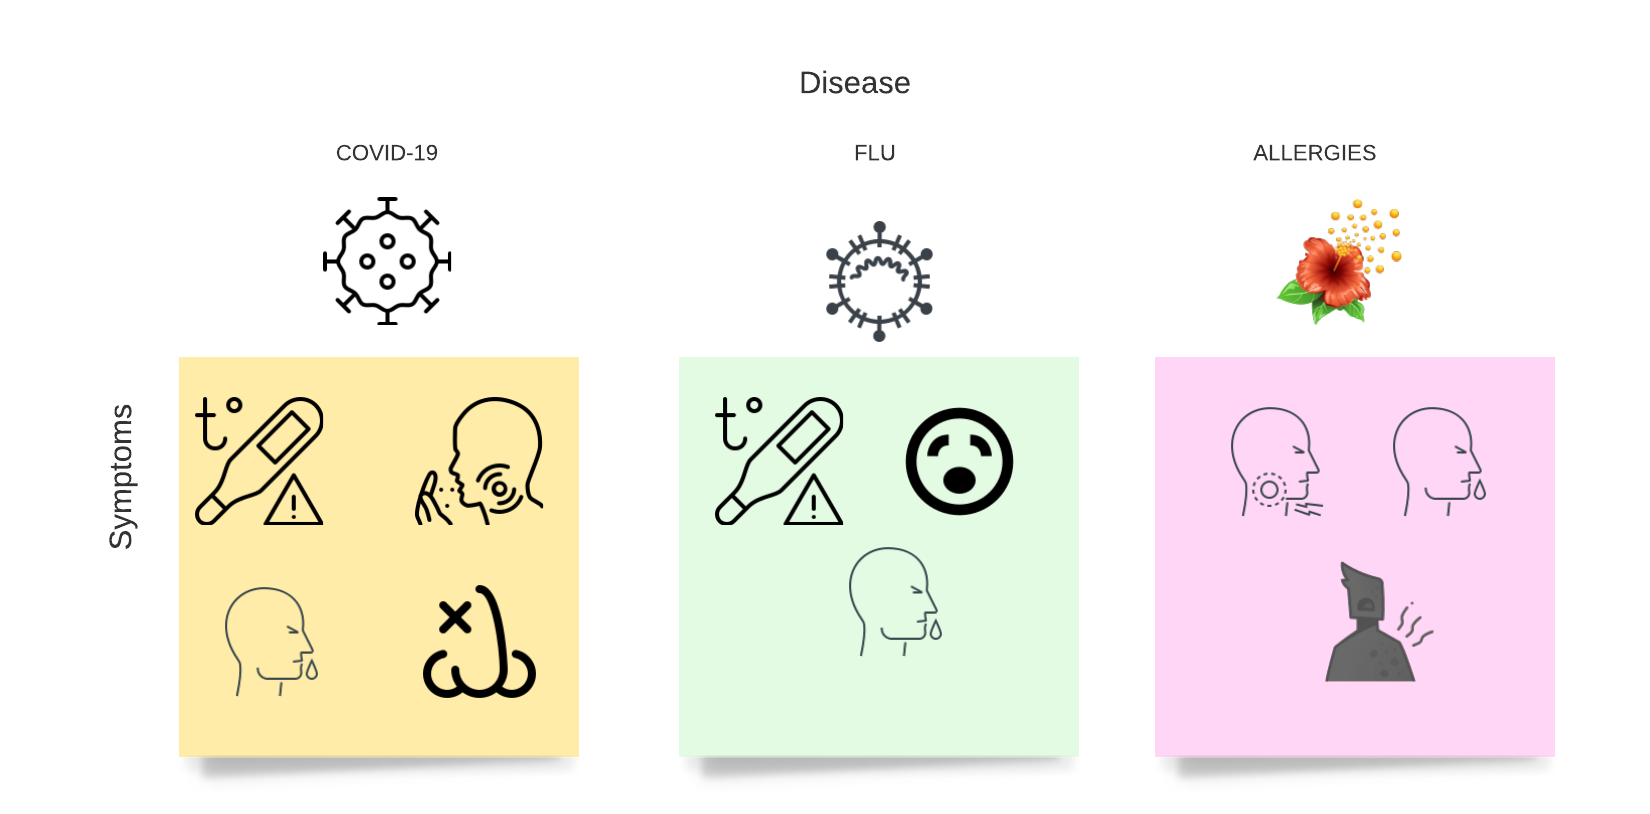 Disease
COVID-19
FLU
ALLERGIES
Symptoms
t°
t°